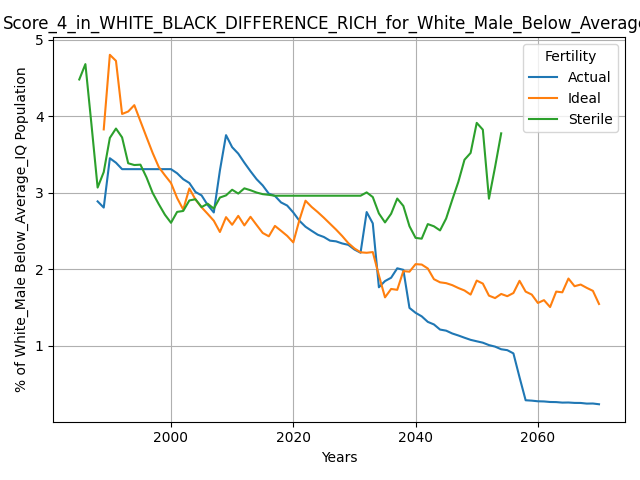 Score_4_in_WHITE_BLACK_DIFFERENCE_RICH_for_White_Male_Below_Average
Fertility
Actual
Ideal
Sterile
% of White_Male Below_Average_IQ Population
5
4
3
2
1
2000 2020 2040 2060
Years